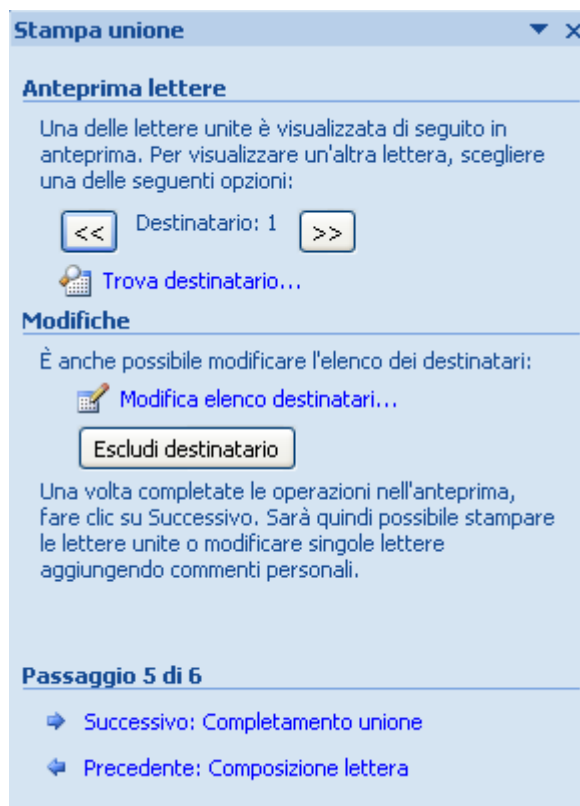 Stampa unione
Anteprima lettere
Una delle lettere unite è visualizzata di seguito in
anteprima. Per visualizzare un'altra lettera, scegliere
una delle seguenti opzioni:
<< Destinatario: 1 >>
Trova destinatario...
Modifiche
È anche possibile modificare l'elenco dei destinatari:
Modifica elenco destinatari...
Escludi destinatario
Una volta completate le operazioni nell'anteprima,
fare clic su Successivo. Sarà quindi possibile stampare
le lettere unite o modificare singole lettere
aggiungendo commenti personali.
Passaggio 5 di 6
Successivo: Completamento unione
Precedente: Composizione lettera